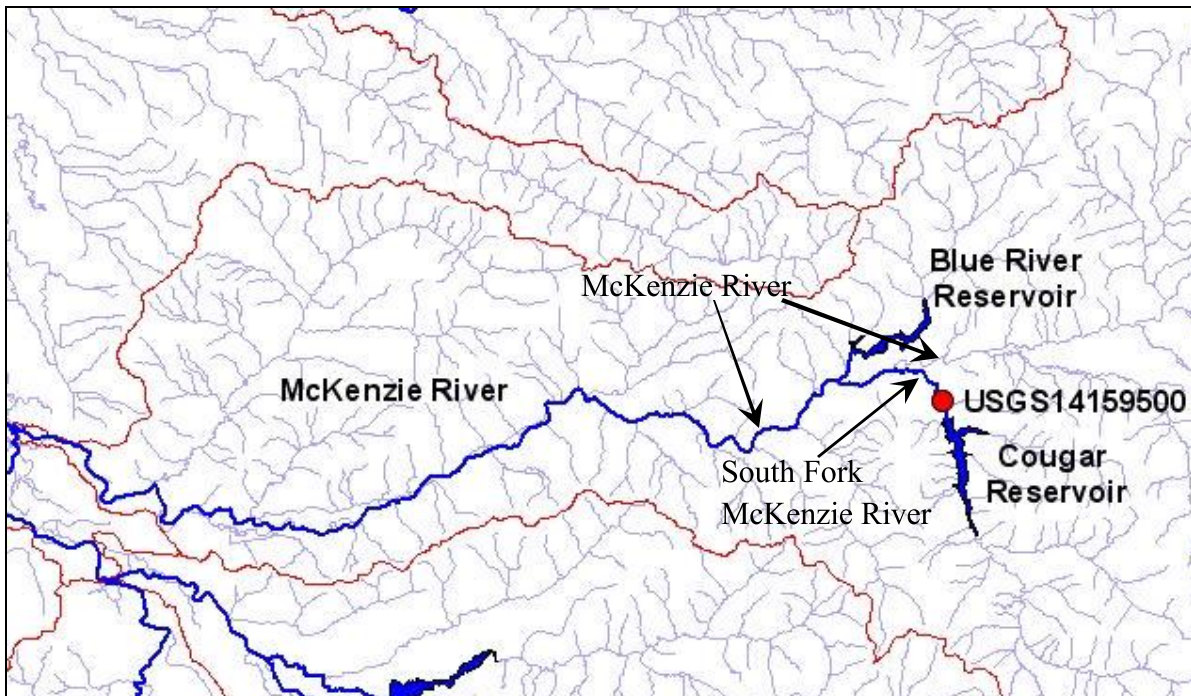 Blue River
Reservoir
McKenzie River
McKenzie River
USGS14159500
South Fork
McKenzie River
Cougar
Reservoir